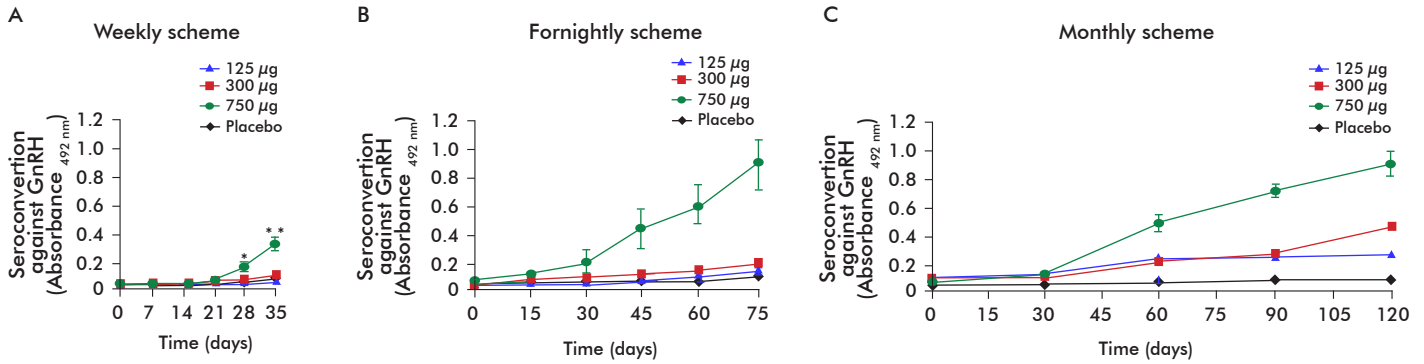 A
Weekly scheme
125 µg
300 µg
750 µg
Placebo
Seroconvertion
against GnRH
(Absorbance 492 nm)
1.2
1.0
0.8
0.6
0.4
0.2
0
*
**
0 7 14 21 28 35
Time (days)
B
Fornightly scheme
125 µg
300 µg
750 µg
Placebo
Seroconvertion
against GnRH
(Absorbance 492 nm)
1.2
1.0
0.8
0.6
0.4
0.2
0
0 15 30 45 60 75
Time (days)
C
Monthly scheme
125 µg
300 µg
750 µg
Placebo
Seroconvertion
against GnRH
(Absorbance 492 nm)
1.2
1.0
0.8
0.6
0.4
0.2
0
0 15 30 45 60 75 90 105 120
Time (days)